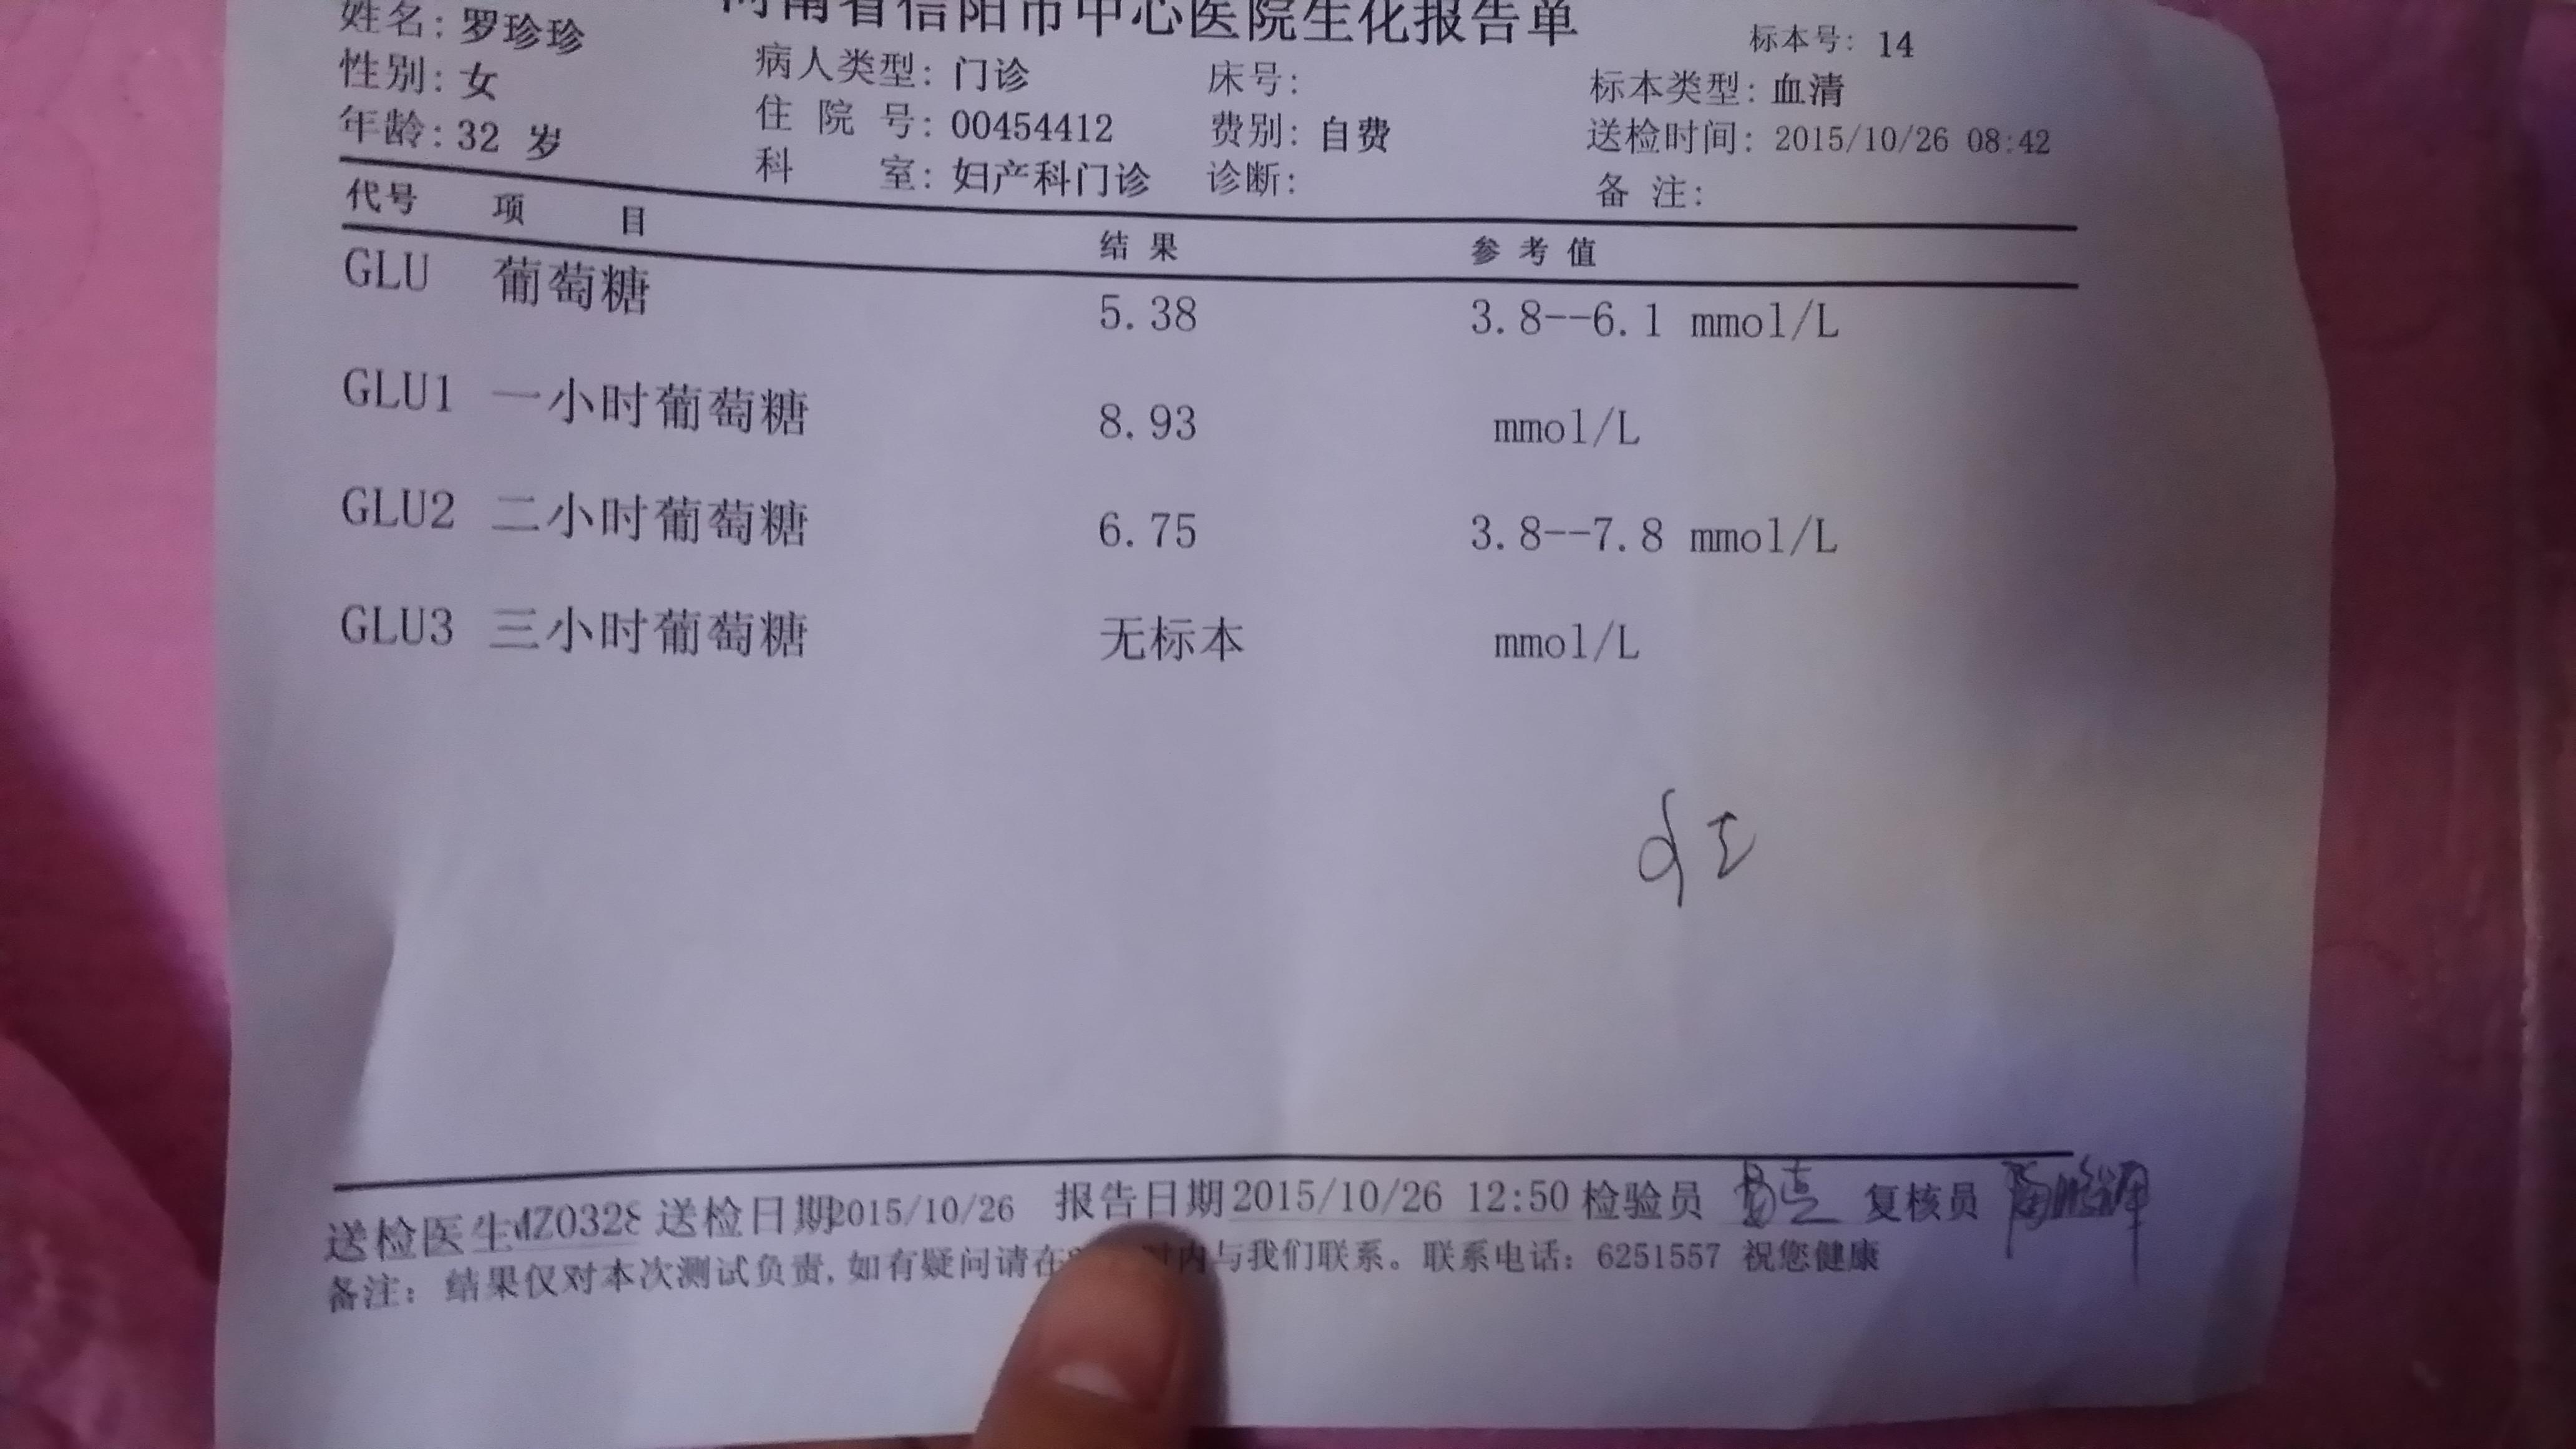 河南省信阳市中心医院生化报告单
姓名: 罗珍珍
标本号: 14
性别: 女 病人类型: 门诊 床号: 标本类型: 血清
年龄: 32 岁 住院号: 00454412 费别: 自费 送检时间: 2015/10/26 08:42
科室: 妇产科门诊 诊断: 备注:
代号 项目 结果 参考值
GLU 葡萄糖 5.38 3.8--6.1 mmol/L
GLU1 一小时葡萄糖 8.93 mmol/L
GLU2 二小时葡萄糖 6.75 3.8--7.8 mmol/L
GLU3 三小时葡萄糖 无标本 mmol/L
送检医生 送检日期2015/10/26 报告日期2015/10/26 12:50 检验员 复核员
备注: 结果仅对本次测试负责,如有疑问请在 时内与我们联系。联系电话: 6251557 祝您健康